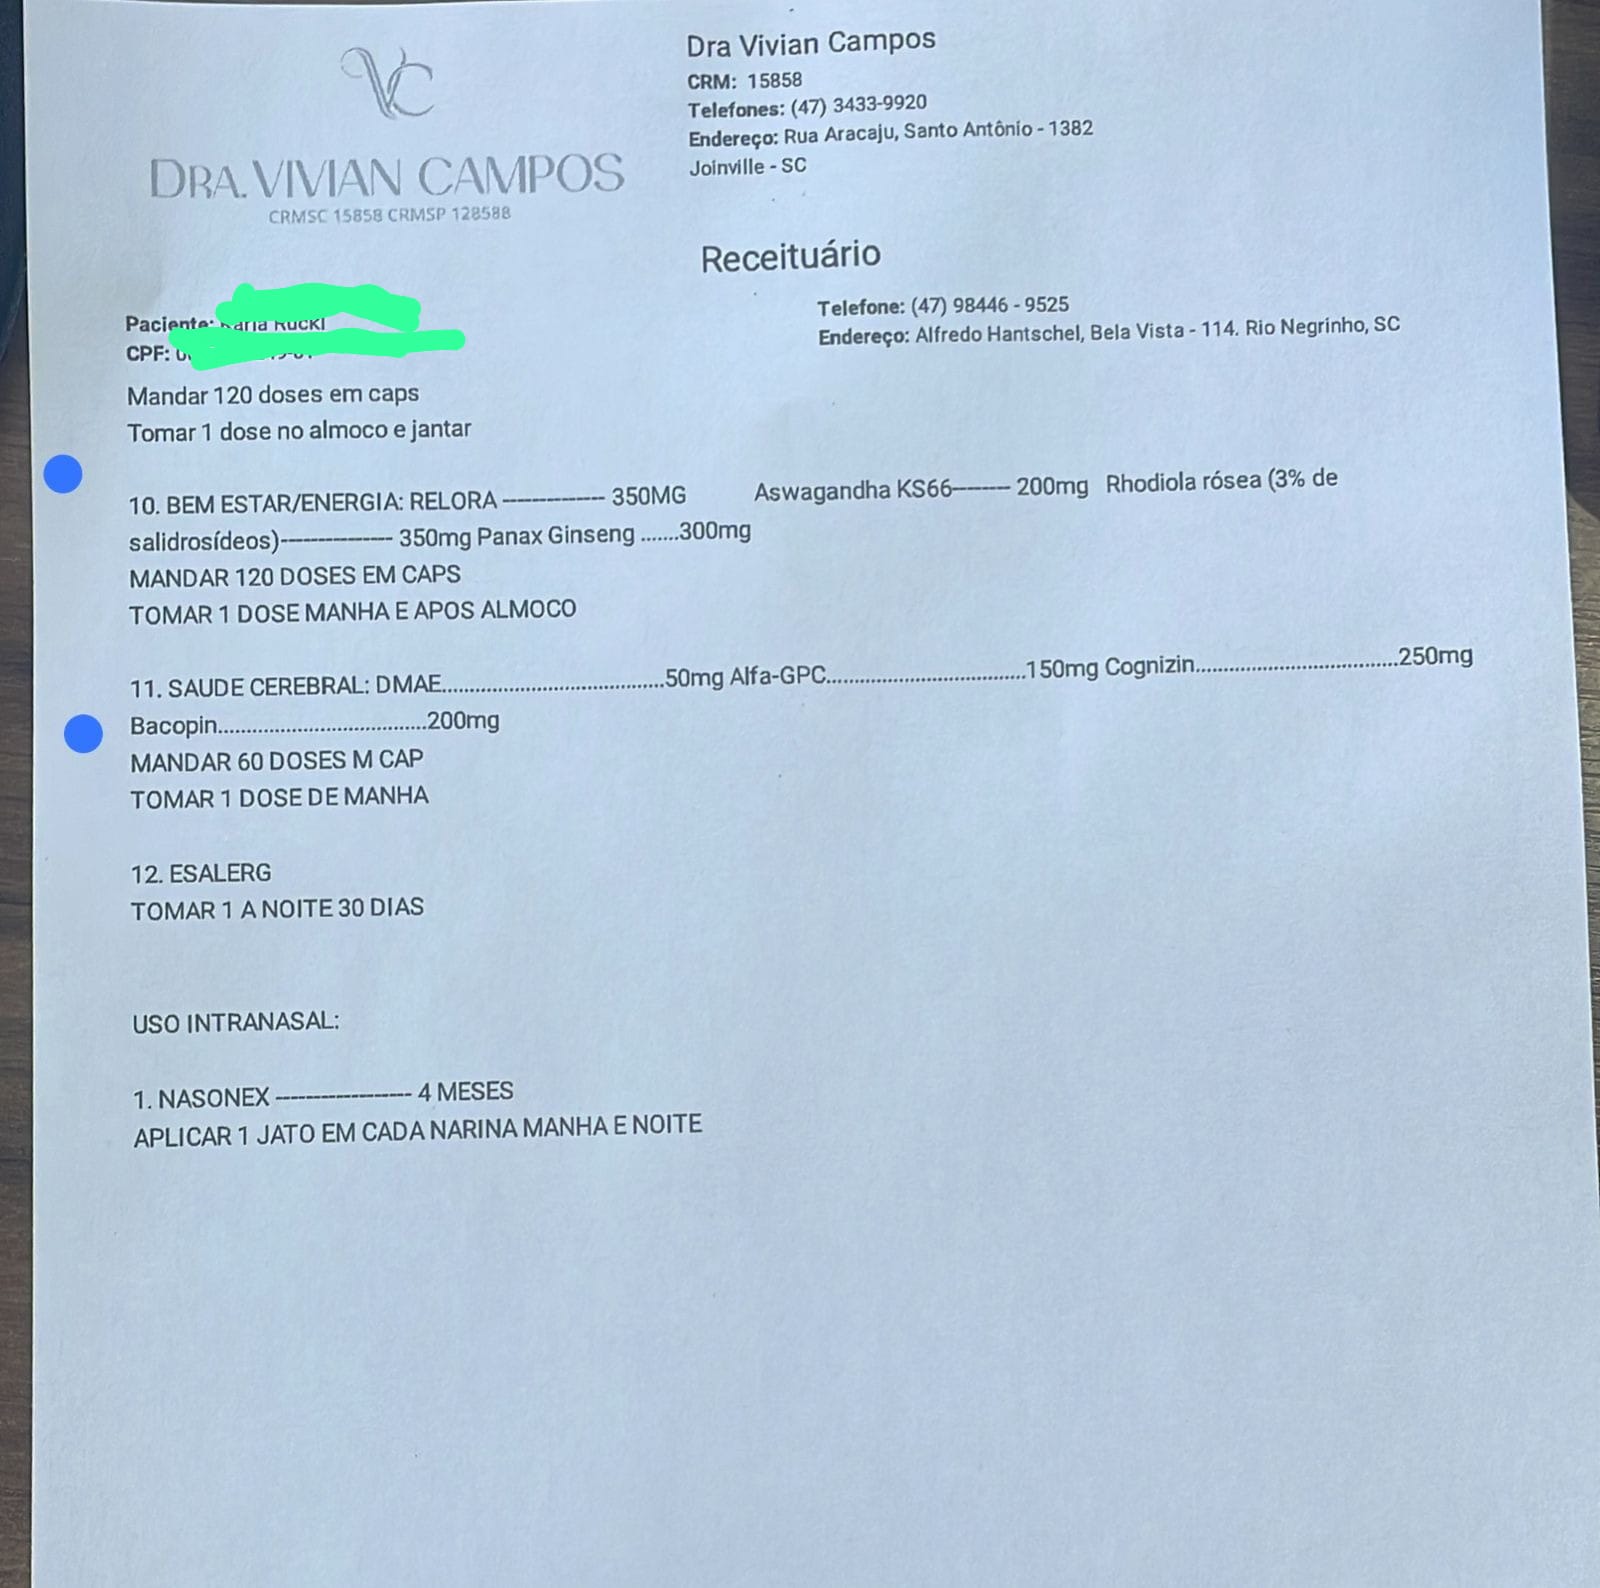 VC
DRA. VIVIAN CAMPOS
CRMSC 15858 CRMSP 128588
Dra Vivian Campos
CRM: 15858
Telefones: (47) 3433-9920
Endereço: Rua Aracaju, Santo Antônio - 1382
Joinville - SC
Receituário
Paciente:
CPF:
Telefone: (47) 98446 - 9525
Endereço: Alfredo Hantschel, Bela Vista - 114. Rio Negrinho, SC
Mandar 120 doses em caps
Tomar 1 dose no almoco e jantar
10. BEM ESTAR/ENERGIA: RELORA -------------- 350MG Aswagandha KS66-------- 200mg Rhodiola rósea (3% de
salidrosídeos)--------------- 350mg Panax Ginseng .......300mg
MANDAR 120 DOSES EM CAPS
TOMAR 1 DOSE MANHA E APOS ALMOCO
11. SAUDE CEREBRAL: DMAE........................................50mg Alfa-GPC....................................150mg Cognizin.....................................250mg
Bacopin......................................200mg
MANDAR 60 DOSES M CAP
TOMAR 1 DOSE DE MANHA
12. ESALERG
TOMAR 1 A NOITE 30 DIAS
USO INTRANASAL:
1. NASONEX ------------------ 4 MESES
APLICAR 1 JATO EM CADA NARINA MANHA E NOITE